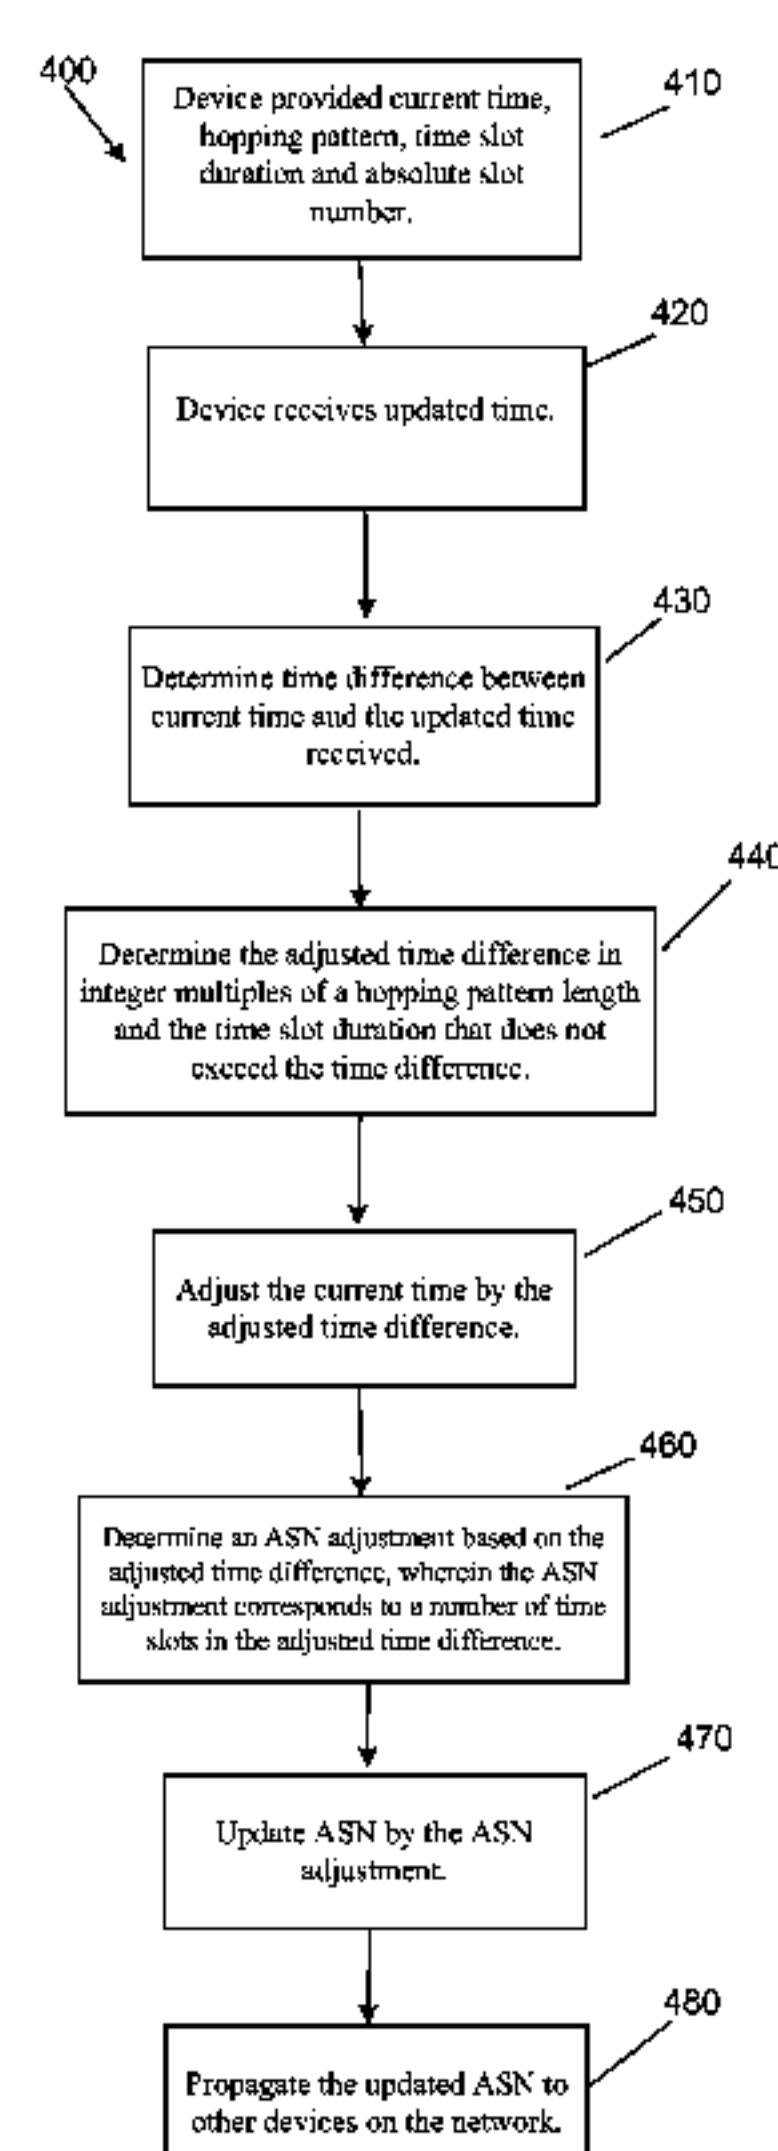 400
410
Device provided current time,
hopping pattern, time slot
duration and absolute slot
number.
420
Device receives updated time.
430
Determine time difference between
current time and the updated time
received.
440
Determine the adjusted time difference in
integer multiples of a hopping pattern length
and the time slot duration that does not
exceed the time difference.
450
Adjust the current time by the
adjusted time difference.
460
Determine an ASN adjustment based on the
adjusted time difference, wherein the ASN
adjustment corresponds to a number of time
slots in the adjusted time difference.
470
Update ASN by the ASN
adjustment.
480
Propagate the updated ASN to
other devices on the network.